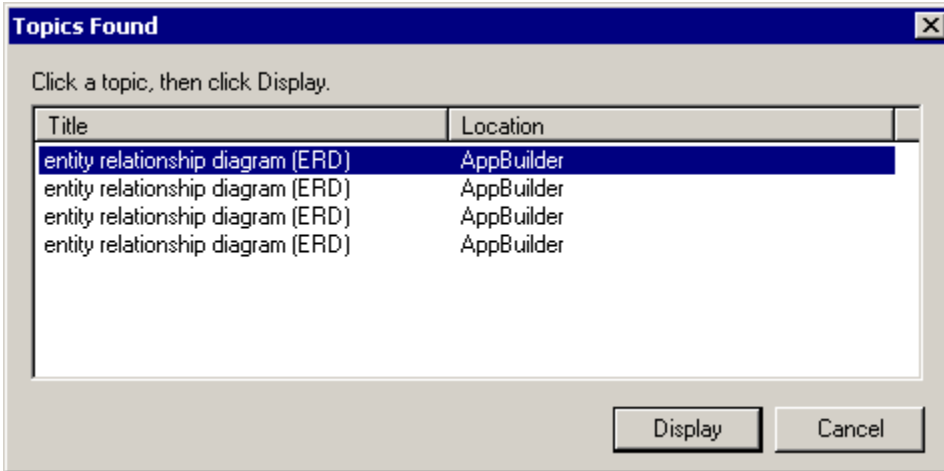 Topics Found
Click a topic, then click Display.
Title Location
entity relationship diagram (ERD) AppBuilder
entity relationship diagram (ERD) AppBuilder
entity relationship diagram (ERD) AppBuilder
entity relationship diagram (ERD) AppBuilder
Display Cancel